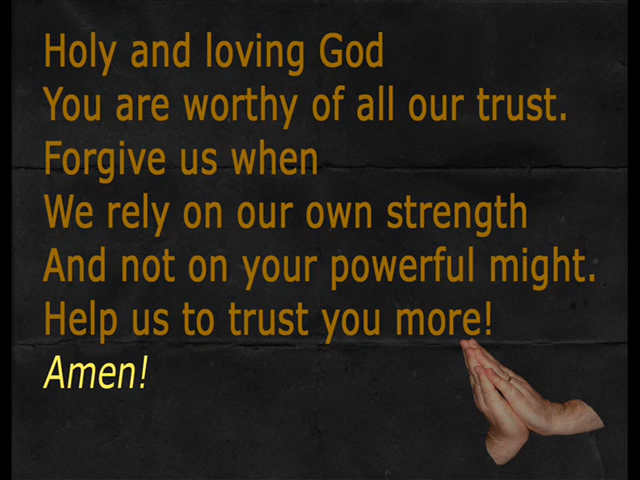 Holy and loving God
You are worthy of all our trust.
Forgive us when
We rely on our own strength
And not on your powerful might.
Help us to trust you more!
Amen!